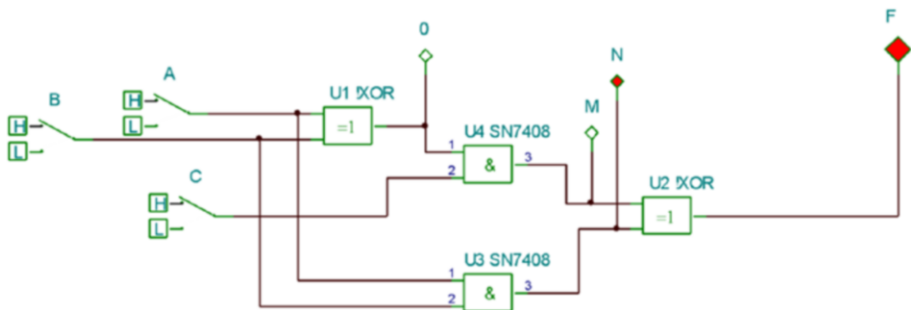 F
0
N
A
U1 !XOR
B
H
M
H
L
=1
U4 SN7408
L
1
&
3
C
2
U2 !XOR
H
=1
L
U3 SN7408
1
&
3
2